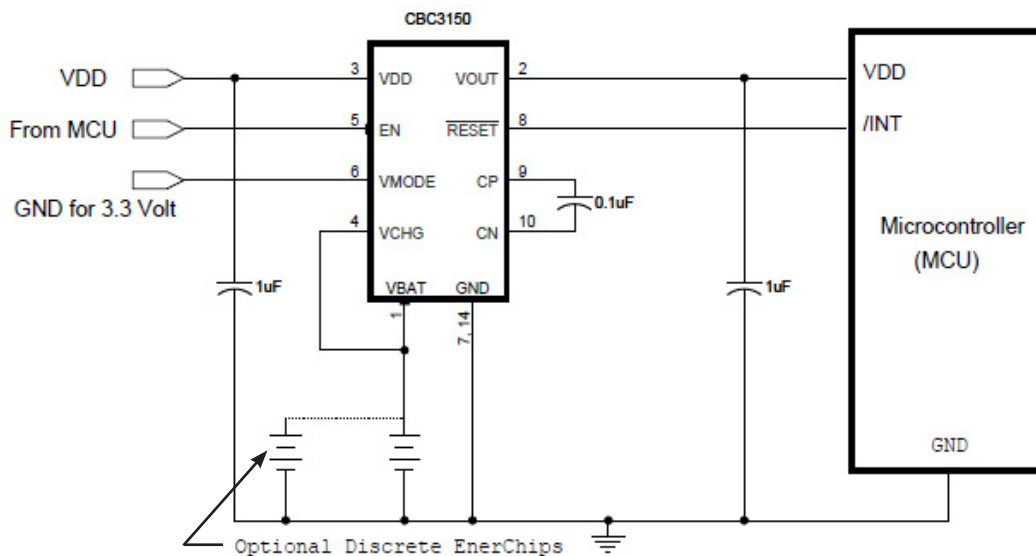 CBC3150
VDD
3
VDD
VOUT
2
VDD
From MCU
5
EN
RESET
8
/INT
6
VMODE
CP
9
GND for 3.3 Volt
0.1uF
4
VCHG
CN
10
Microcontroller
(MCU)
1uF
VBAT
GND
1uF
1
7, 14
GND
Optional Discrete EnerChips